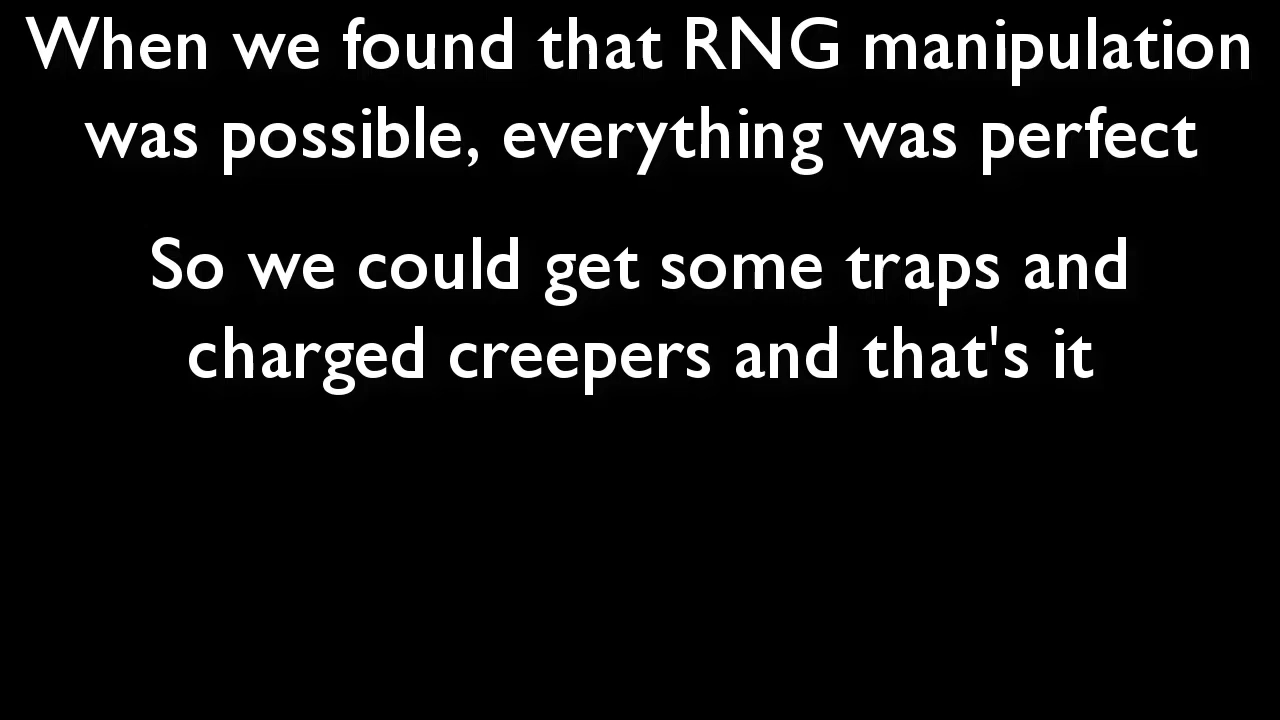 When we found that RNG manipulation
was possible, everything was perfect
So we could get some traps and
charged creepers and that's it